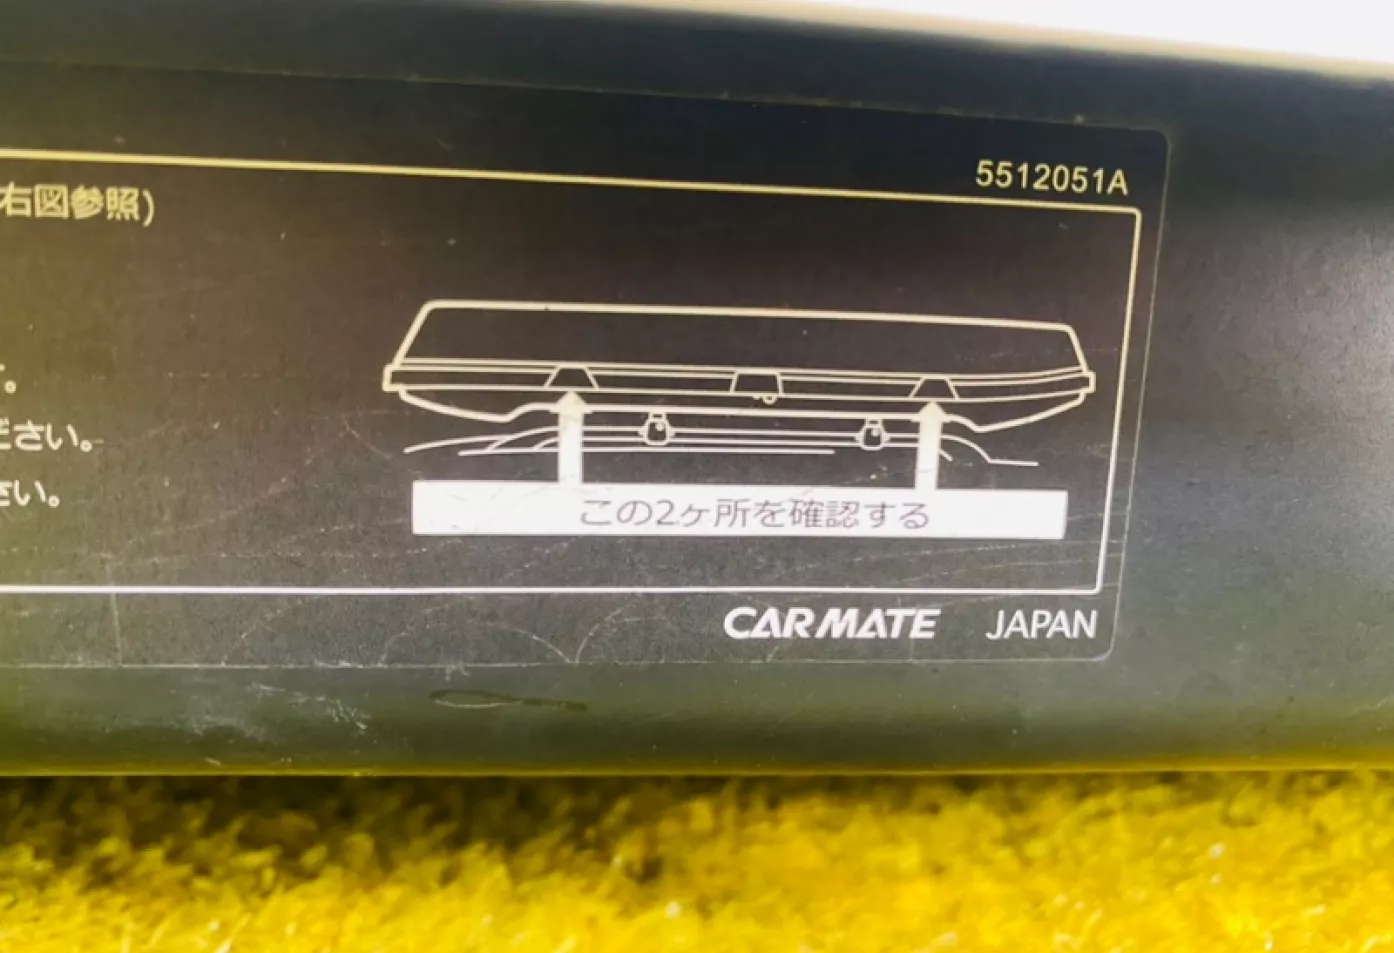 5512051A
右図参照)
。
ださい。
さい。
この2ヶ所を確認する
CARMATE JAPAN